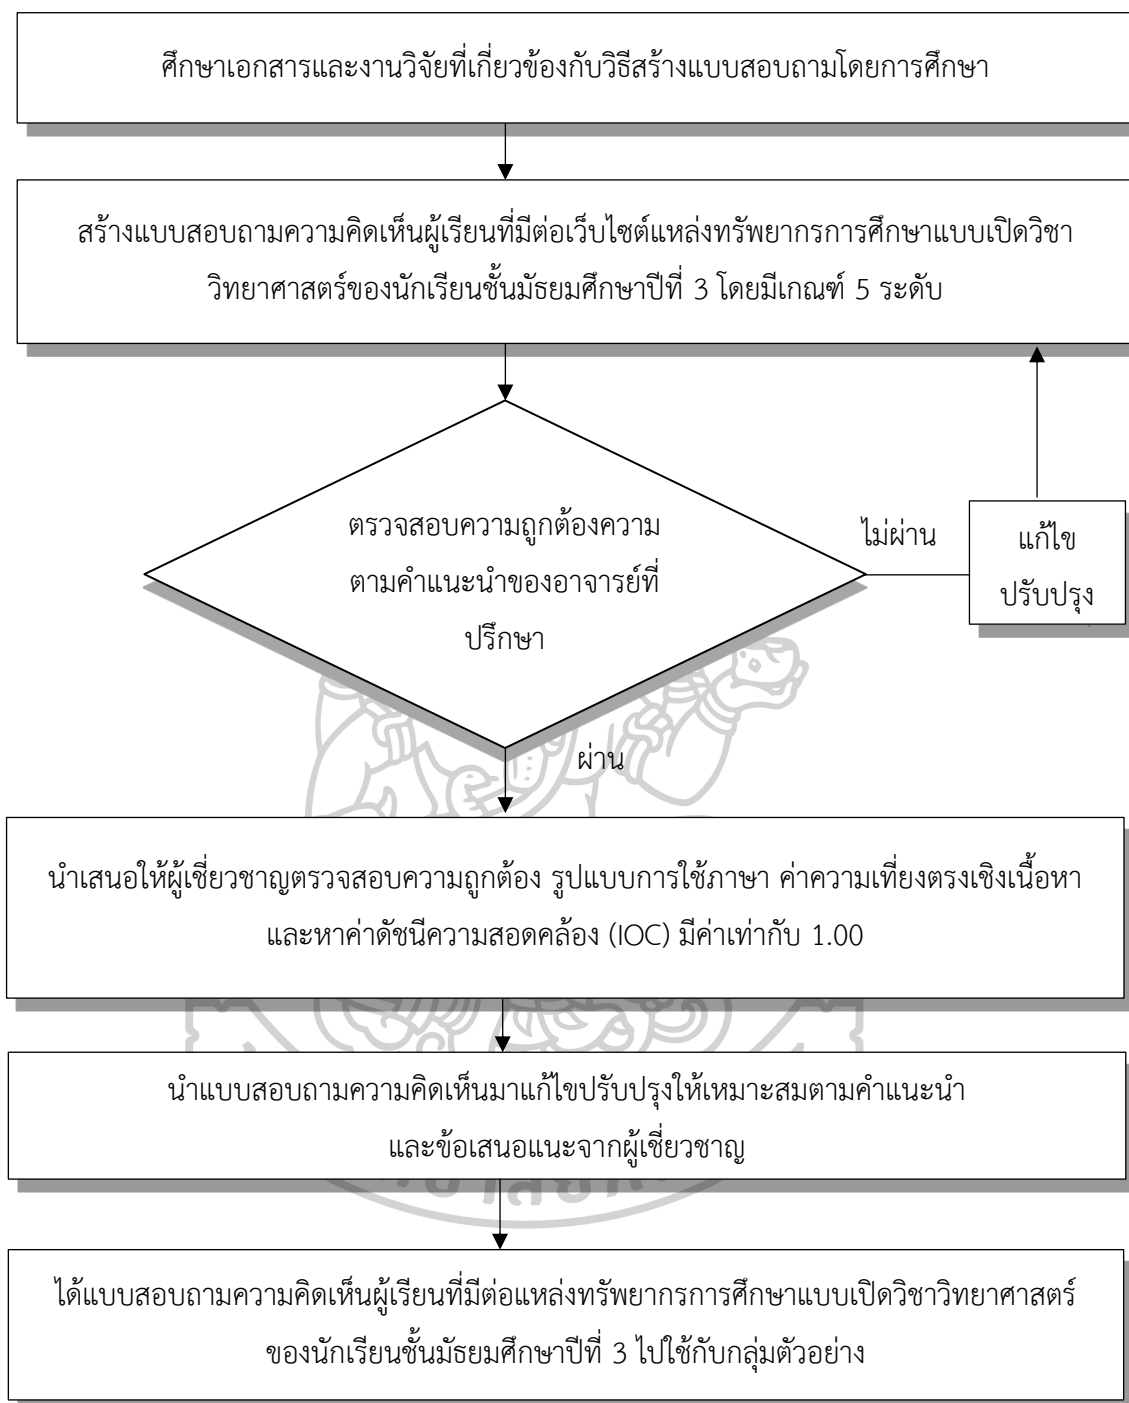 ศึกษาเอกสารและงานวิจัยที่เกี่ยวข้องกับวิธีสร้างแบบสอบถามโดยการศึกษา
สร้างแบบสอบถามความคิดเห็นผู้เรียนที่มีต่อเว็บไซต์แหล่งทรัพยากรการศึกษาแบบเปิดวิชา
วิทยาศาสตร์ของนักเรียนชั้นมัธยมศึกษาปีที่ 3 โดยมีเกณฑ์ 5 ระดับ
ตรวจสอบความถูกต้องความ
ตามคำแนะนำของอาจารย์ที่
ปรึกษา
ไม่ผ่าน
แก้ไข
ปรับปรุง
ผ่าน
นำเสนอให้ผู้เชี่ยวชาญตรวจสอบความถูกต้อง รูปแบบการใช้ภาษา ค่าความเที่ยงตรงเชิงเนื้อหา
และหาค่าดัชนีความสอดคล้อง (IOC) มีค่าเท่ากับ 1.00
นำแบบสอบถามความคิดเห็นมาแก้ไขปรับปรุงให้เหมาะสมตามคำแนะนำ
และข้อเสนอแนะจากผู้เชี่ยวชาญ
ได้แบบสอบถามความคิดเห็นผู้เรียนที่มีต่อแหล่งทรัพยากรการศึกษาแบบเปิดวิชาวิทยาศาสตร์
ของนักเรียนชั้นมัธยมศึกษาปีที่ 3 ไปใช้กับกลุ่มตัวอย่าง